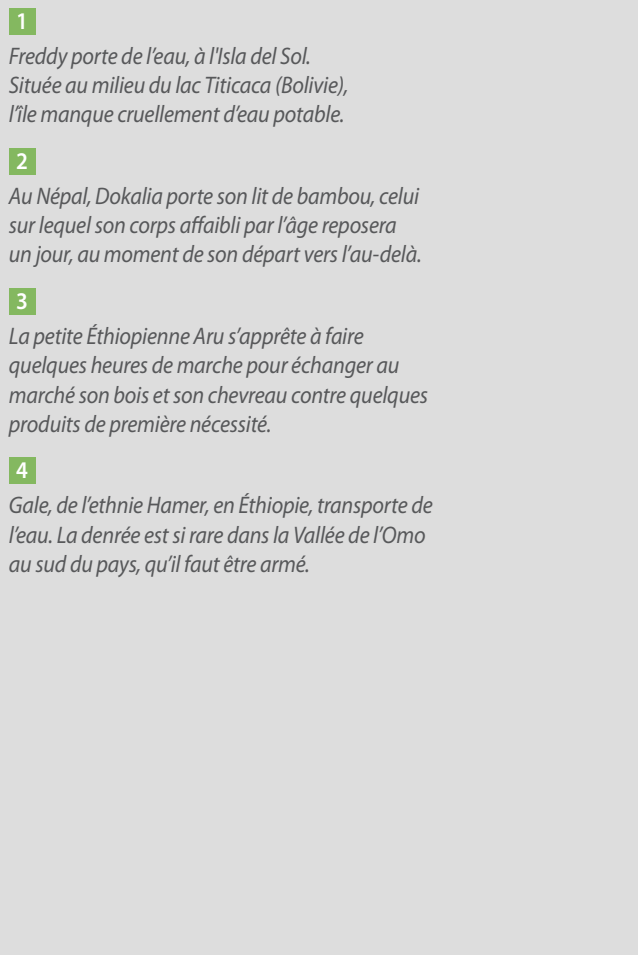 1
Freddy porte de l’eau, à l'Isla del Sol.
Située au milieu du lac Titicaca (Bolivie),
l’île manque cruellement d’eau potable.
2
Au Népal, Dokalia porte son lit de bambou, celui
sur lequel son corps affaibli par l’âge reposera
un jour, au moment de son départ vers l’au-delà.
3
La petite Éthiopienne Aru s’apprête à faire
quelques heures de marche pour échanger au
marché son bois et son chevreau contre quelques
produits de première nécessité.
4
Gale, de l’ethnie Hamer, en Éthiopie, transporte de
l’eau. La denrée est si rare dans la Vallée de l’Omo
au sud du pays, qu’il faut être armé.